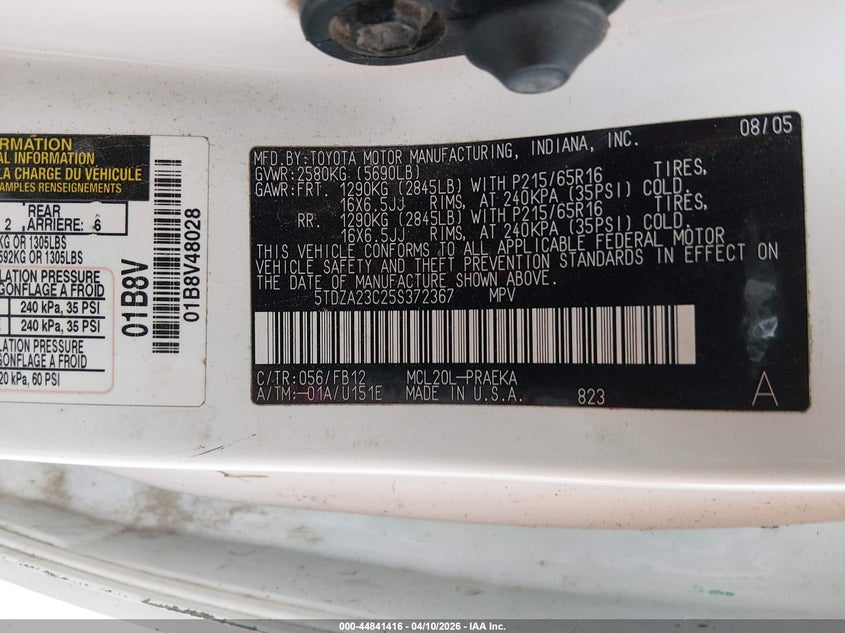 RMATION
AL INFORMATION
LA CHARGE DU VÉHICULE
AMPLES RENSEIGNEMENTS
2 REAR ARRIERE: 6
KG OR 1305LBS
592KG OR 1305LBS
LATION PRESSURE
GONFLAGE À FROID
240 kPa, 35 PSI
240 kPa, 35 PSI
LATION PRESSURE
GONFLAGE À FROID
20 kPa, 60 PSI
01B8V
01B8V48028
08/05
MFD.BY:TOYOTA MOTOR MANUFACTURING, INDIANA, INC.
GVWR:2580KG (5690LB)
GAWR:FRT. 1290KG (2845LB) WITH P215/65R16 TIRES,
16X6.5JJ RIMS, AT 240KPA (35PSI) COLD.
RR. 1290KG (2845LB) WITH P215/65R16 TIRES,
16X6.5JJ RIMS, AT 240KPA (35PSI) COLD.
THIS VEHICLE CONFORMS TO ALL APPLICABLE FEDERAL MOTOR
VEHICLE SAFETY AND THEFT PREVENTION STANDARDS IN EFFECT ON
THE DATE OF MANUFACTURE SHOWN ABOVE.
5TDZA23C25S372367 MPV
C/TR:056/FB12 MCL20L-PRAEKA
A/TM:-01A/U151E MADE IN U.S.A. 823 A
000-44841416 - 04/10/2026 - IAA Inc.